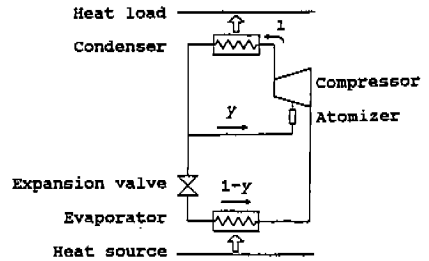 Heat load
1
Condenser
Compressor
y
Atomizer
Expansion valve
1-y
Evaporator
Heat source